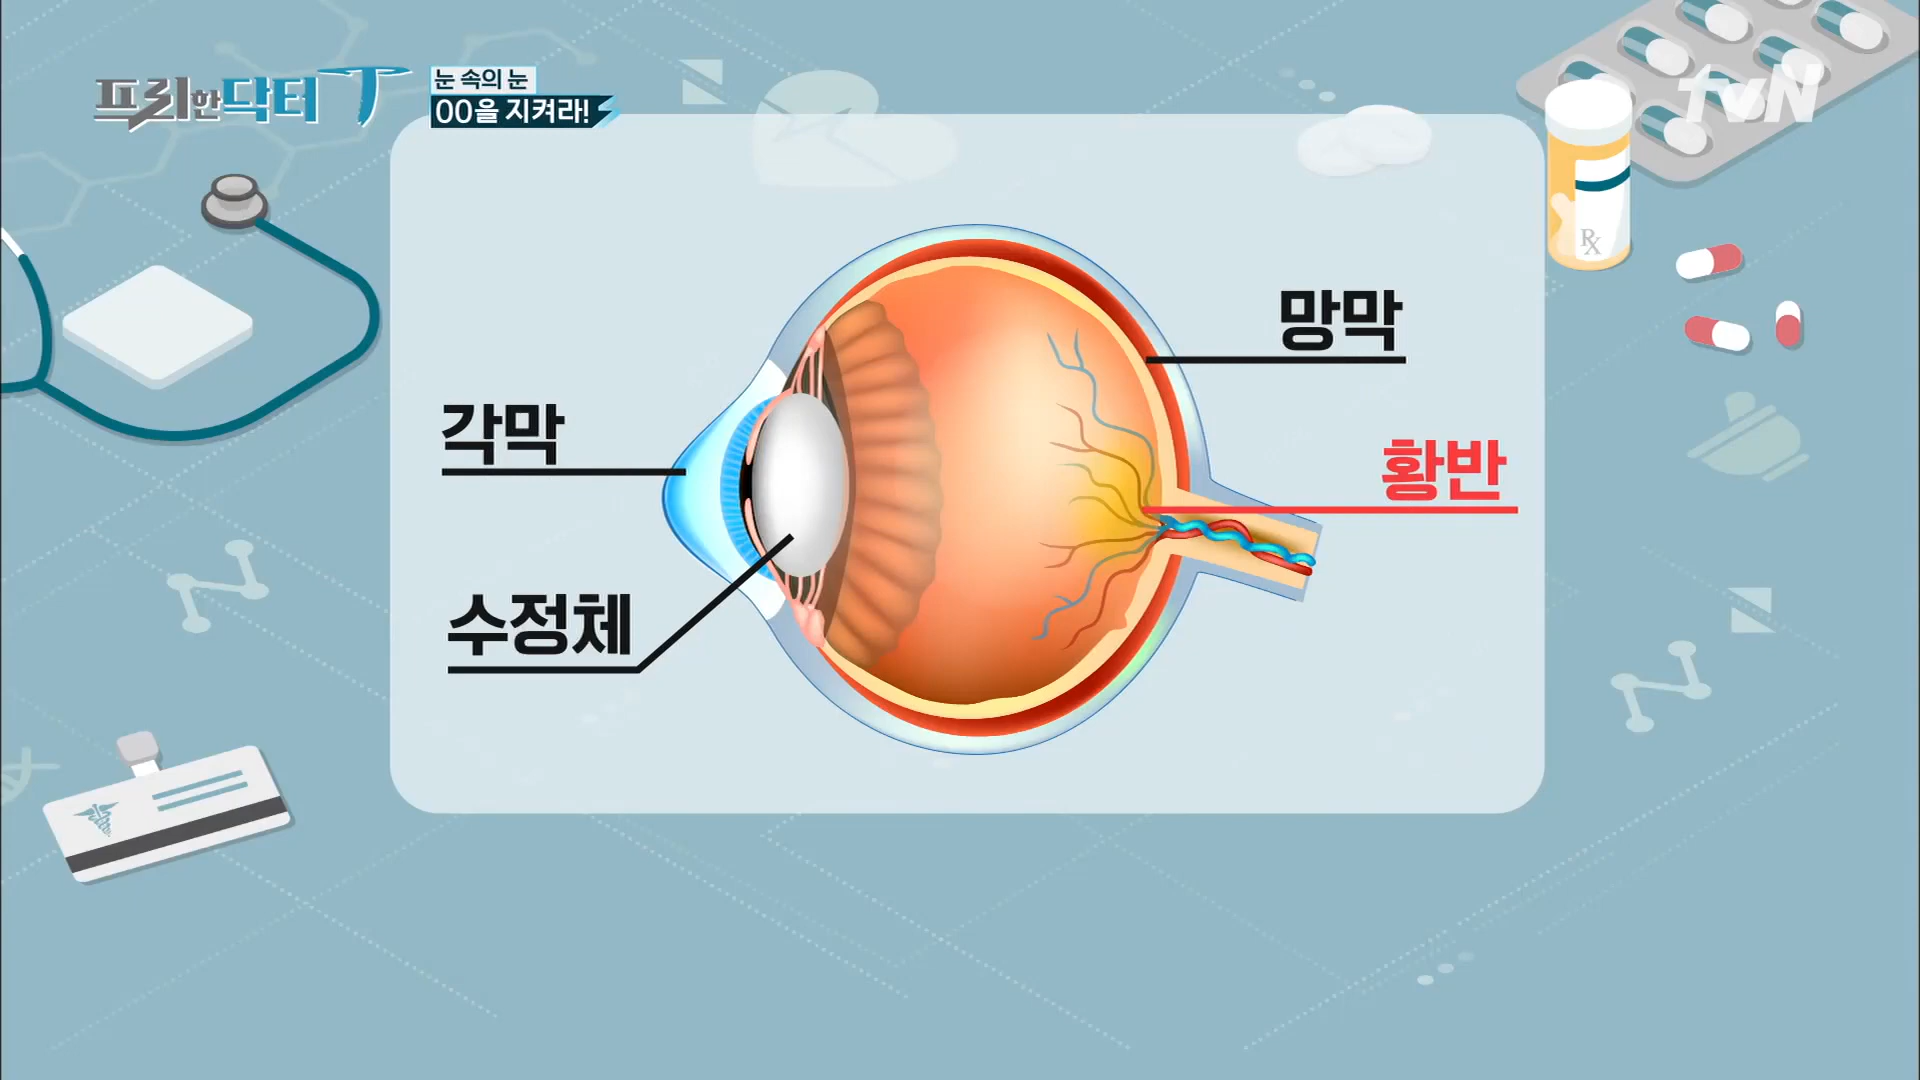 프리한 닥터 T
눈 속의 눈
OO을 지켜라!
tvN
Rx
망막
각막
황반
수정체